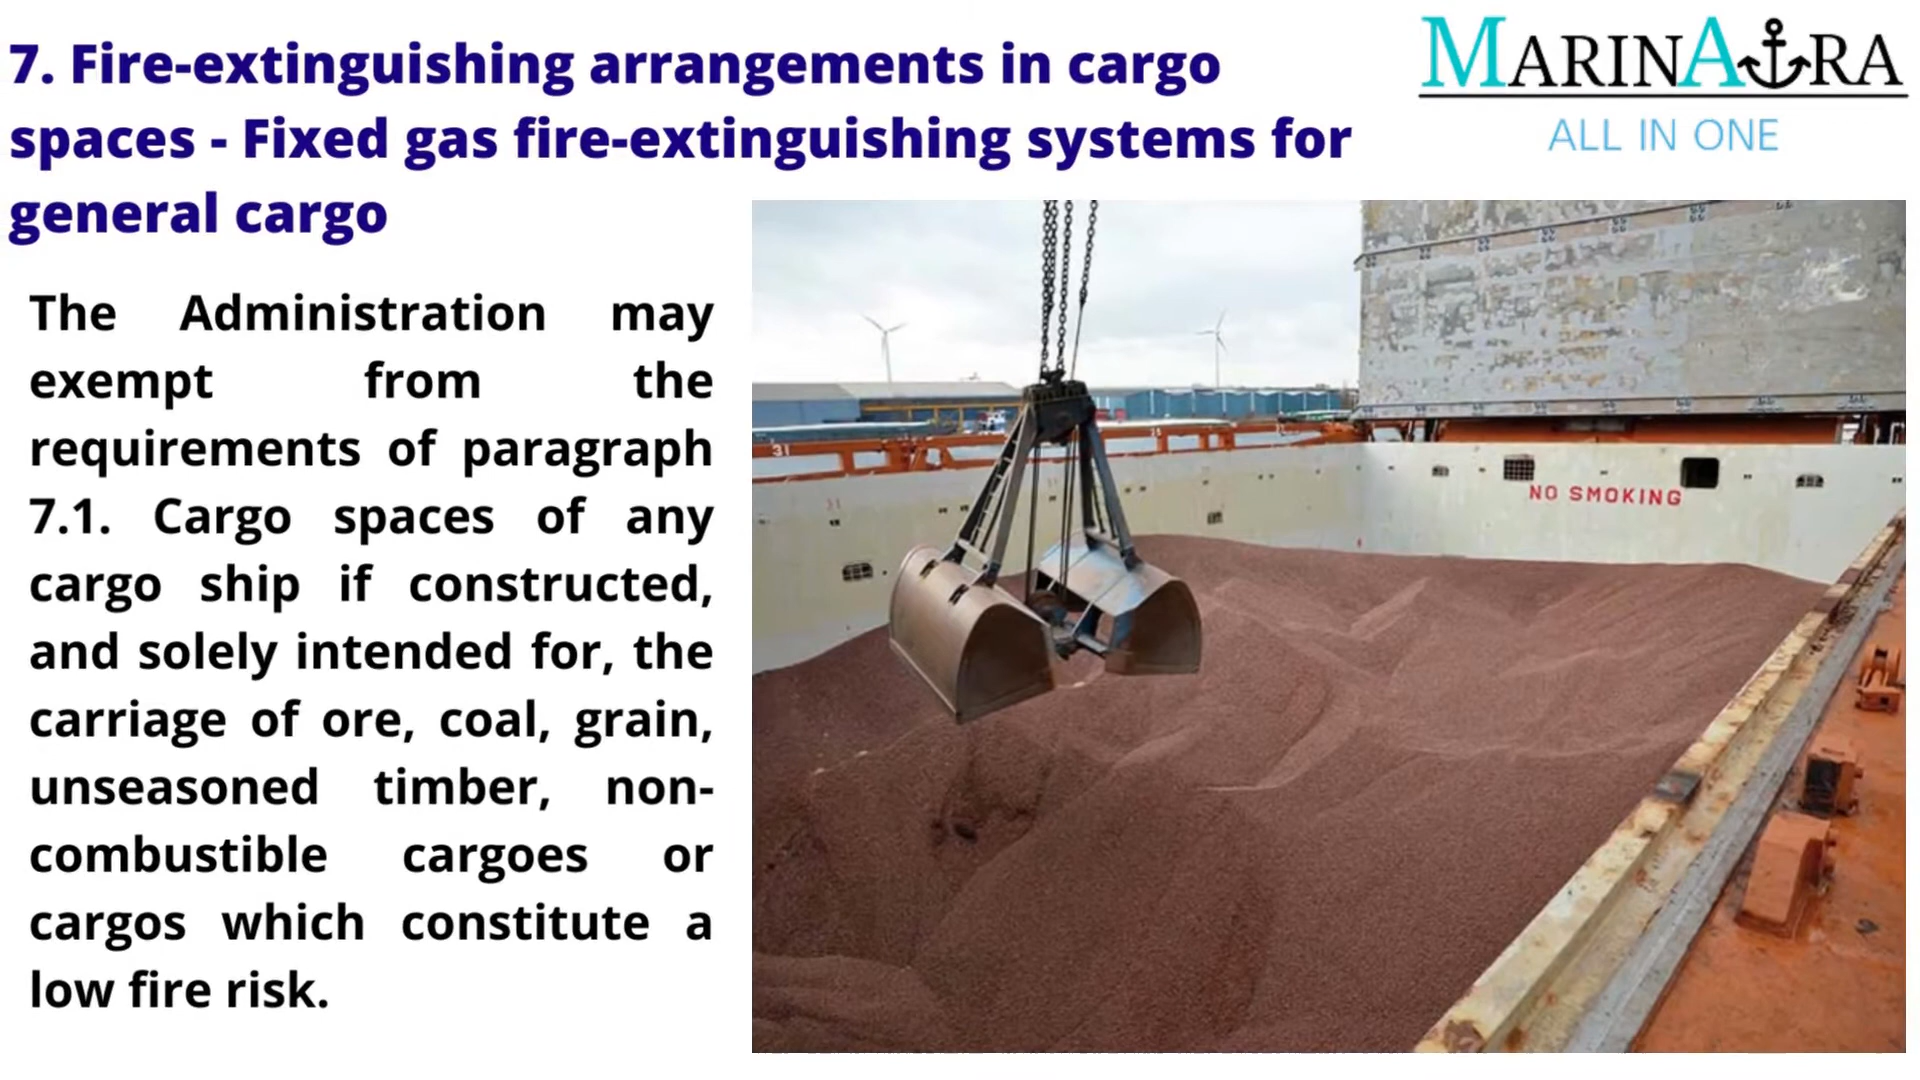 7. Fire-extinguishing arrangements in cargo
spaces - Fixed gas fire-extinguishing systems for
general cargo
MARINAURA
ALL IN ONE
The Administration may
exempt from the
requirements of paragraph
7.1. Cargo spaces of any
cargo ship if constructed,
and solely intended for, the
carriage of ore, coal, grain,
unseasoned timber, non-
combustible cargoes or
cargos which constitute a
low fire risk.
31
NO SMOKING